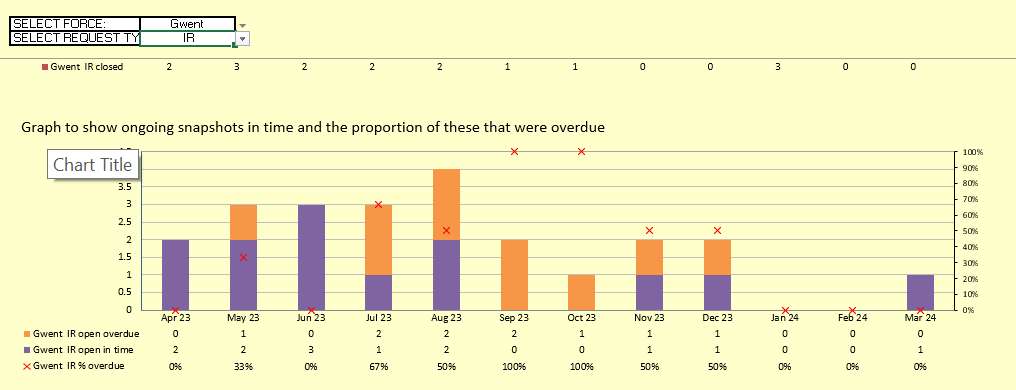 SELECT FORCE: Gwent
SELECT REQUEST TY IR
Gwent IR closed 2 3 2 2 2 1 1 0 0 3 0 0
Graph to show ongoing snapshots in time and the proportion of these that were overdue
Chart Title
100%
90%
3.5 80%
3 70%
2.5 60%
2 50%
40%
1.5 30%
1 20%
0.5 10%
0 0%
Apr 23 May 23 Jun 23 Jul 23 Aug 23 Sep 23 Oct 23 Nov 23 Dec 23 Jan 24 Feb 24 Mar 24
Gwent IR open overdue 0 1 0 2 2 2 1 1 1 0 0 0
Gwent IR open in time 2 2 3 1 2 0 0 1 1 0 0 1
Gwent IR % overdue 0% 33% 0% 67% 50% 100% 100% 50% 50% 0% 0% 0%